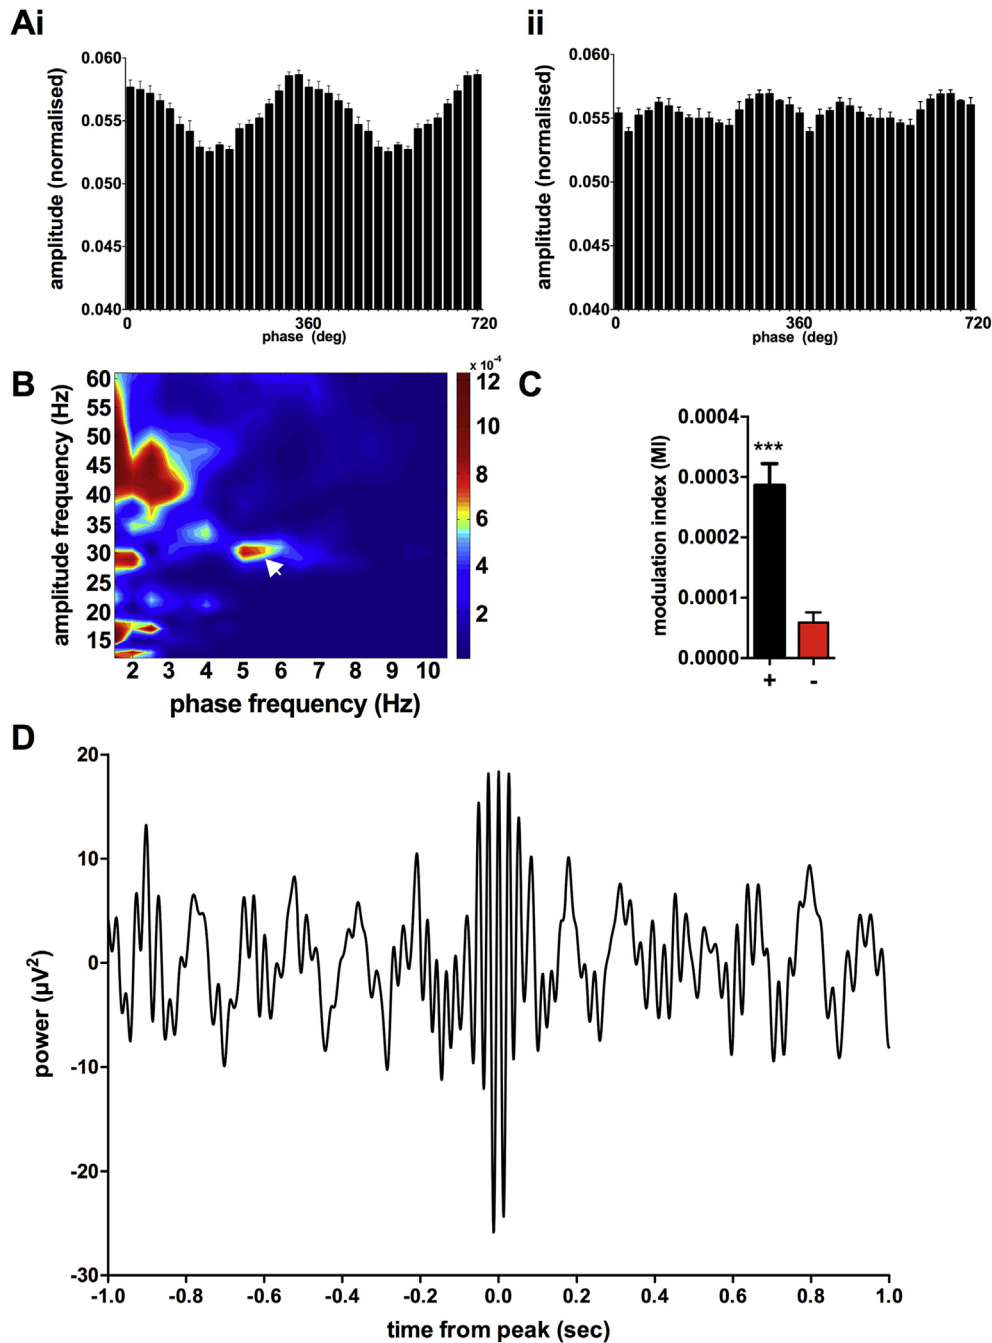 Ai
ii
amplitude (normalised)
0.060
0.055
0.050
0.045
0.040
0
360
720
phase (deg)
amplitude (normalised)
0.060
0.055
0.050
0.045
0.040
0
360
720
phase (deg)
B
amplitude frequency (Hz)
60
55
50
45
40
35
30
25
20
15
2 3 4 5 6 7 8 9 10
phase frequency (Hz)
x 10-4
12
10
8
6
4
2
C
modulation index (MI)
0.0004
0.0003
0.0002
0.0001
0.0000
***
+ -
D
power (µV2)
20
10
0
-10
-20
-30
-1.0 -0.8 -0.6 -0.4 -0.2 0.0 0.2 0.4 0.6 0.8 1.0
time from peak (sec)